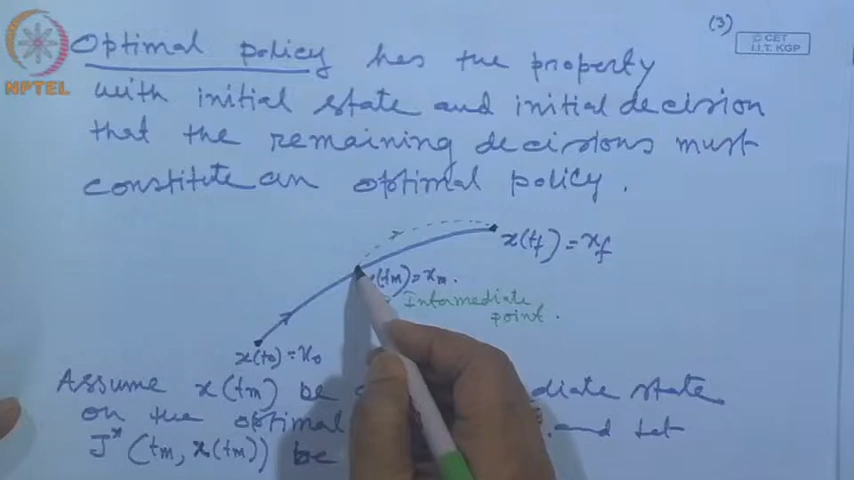 (3)
© CET
I.I.T. KGP
NPTEL
Optimal policy has the property
with initial state and initial decision
that the remaining decisions must
constitute an optimal policy.
x(tf) = xf
x(tm) = xm.
Intermediate
point.
x(t0) = x0
Assume x(tm) be diate state
on the optimal and let
J*(tm, x(tm)) be